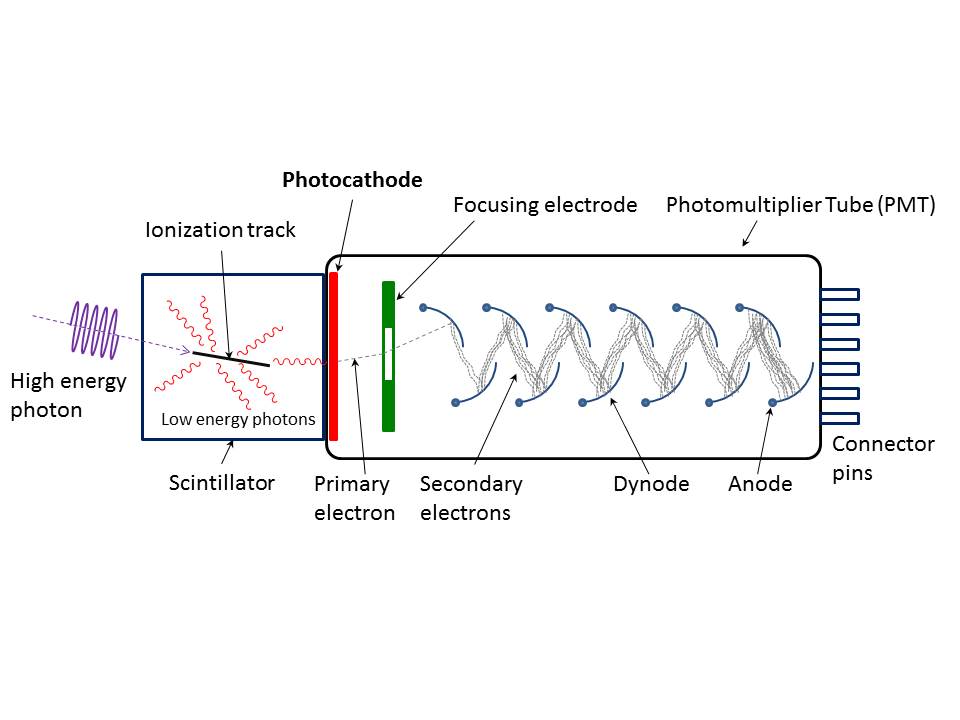 Photocathode
Focusing electrode
Photomultiplier Tube (PMT)
Ionization track
High energy
photon
Low energy photons
Scintillator
Primary
electron
Secondary
electrons
Dynode
Anode
Connector
pins